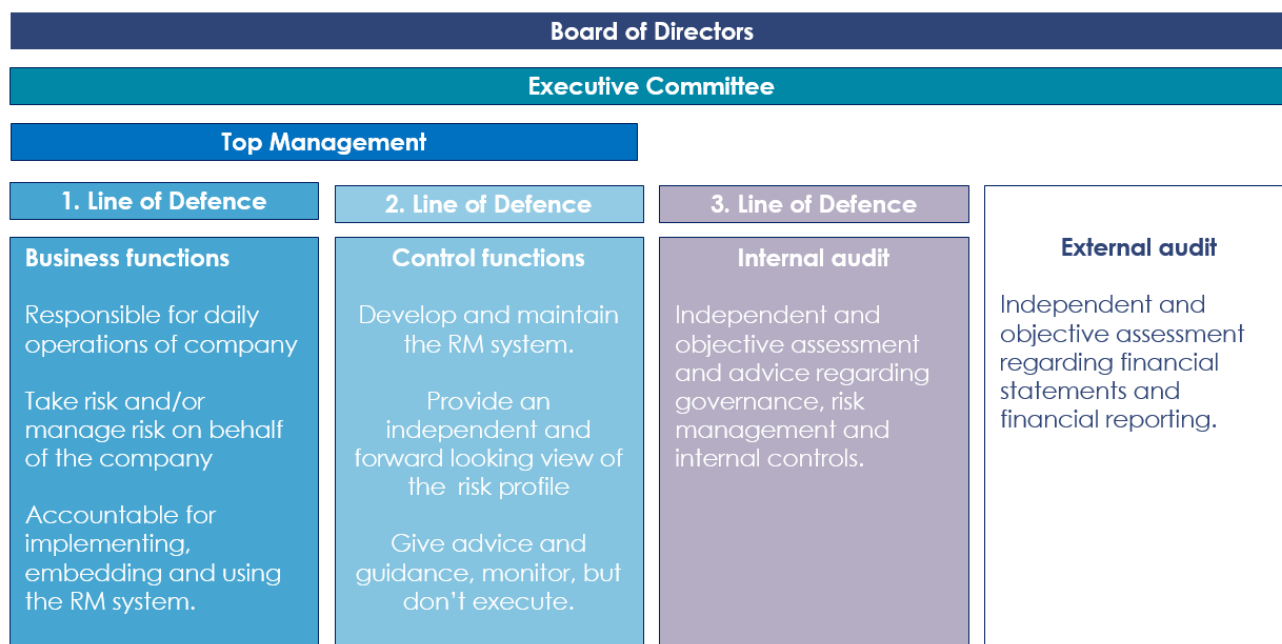 Board of Directors
Executive Committee
Top Management
1. Line of Defence
Business functions
Responsible for daily
operations of company
Take risk and/or
manage risk on behalf
of the company
Accountable for
implementing,
embedding and using
the RM system.
2. Line of Defence
Control functions
Develop and maintain
the RM system.
Provide an
independent and
forward looking view of
the risk profile
Give advice and
guidance, monitor, but
don't execute.
3. Line of Defence
Internal audit
Independent and
objective assessment
and advice regarding
governance, risk
management and
internal controls.
External audit
Independent and
objective assessment
regarding financial
statements and
financial reporting.